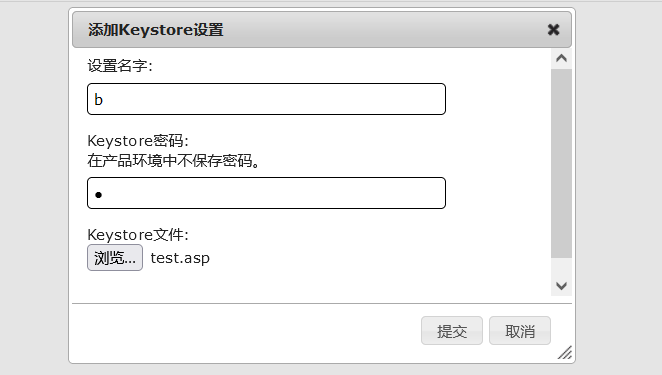 添加Keystore设置
设置名字:
b
Keystore密码:
在产品环境中不保存密码。
●
Keystore文件:
浏览... test.asp
提交 取消